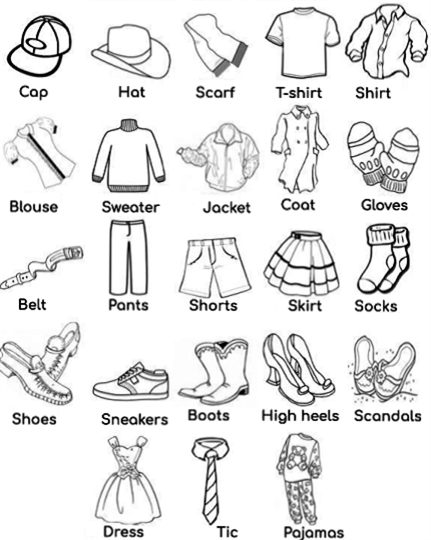 Cap Hat Scarf T-shirt Shirt
Blouse Sweater Jacket Coat Gloves
Belt Pants Shorts Skirt Socks
Shoes Sneakers Boots High heels Scandals
Dress Tic Pajamas